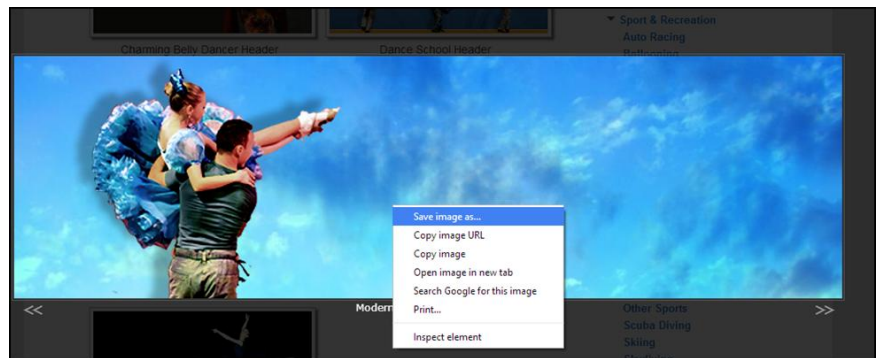 Sport & Recreation
Auto Racing
Charming Belly Dancer Header
Dance School Header
Save image as...
Copy image URL
Copy image
Open image in new tab
Search Google for this image
Print...
Inspect element
<<
Modern
>>
Other Sports
Scuba Diving
Skiing